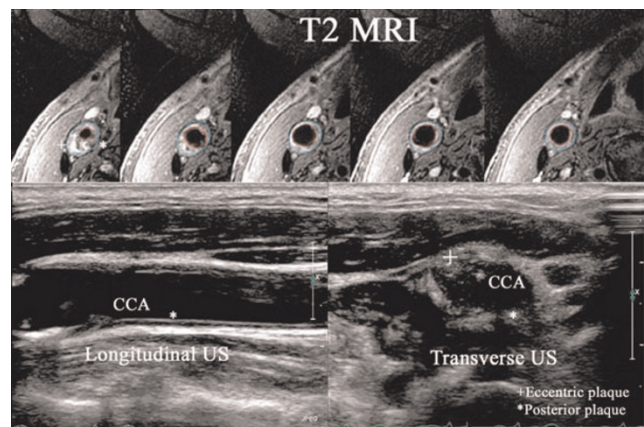 T2 MRI
CCA
*
Longitudinal US
CCA
*
Transverse US
+Eccentric plaque
*Posterior plaque